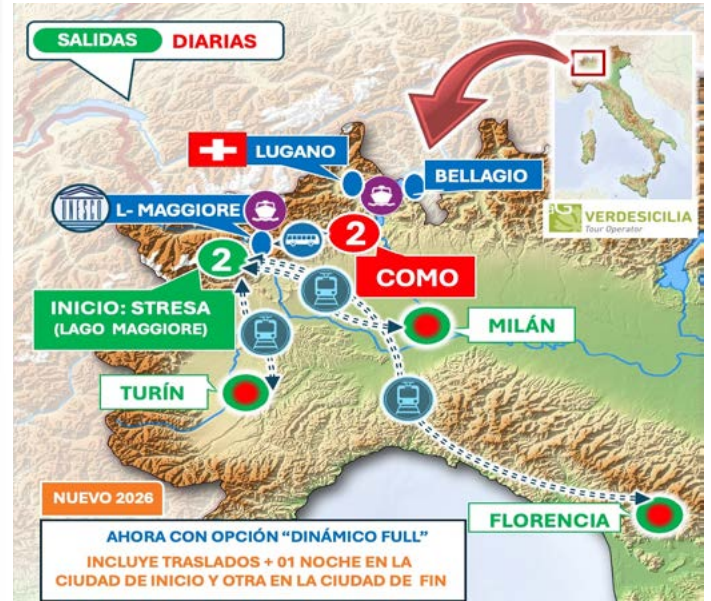 SALIDAS DIARIAS
LUGANO
BELLAGIO
UNESCO
L- MAGGIORE
VERDESICILIA
Tour Operator
2
2
COMO
INICIO: STRESA
(LAGO MAGGIORE)
MILÁN
TURÍN
FLORENCIA
NUEVO 2026
AHORA CON OPCIÓN “DINÁMICO FULL”
INCLUYE TRASLADOS + 01 NOCHE EN LA
CIUDAD DE INICIO Y OTRA EN LA CIUDAD DE FIN